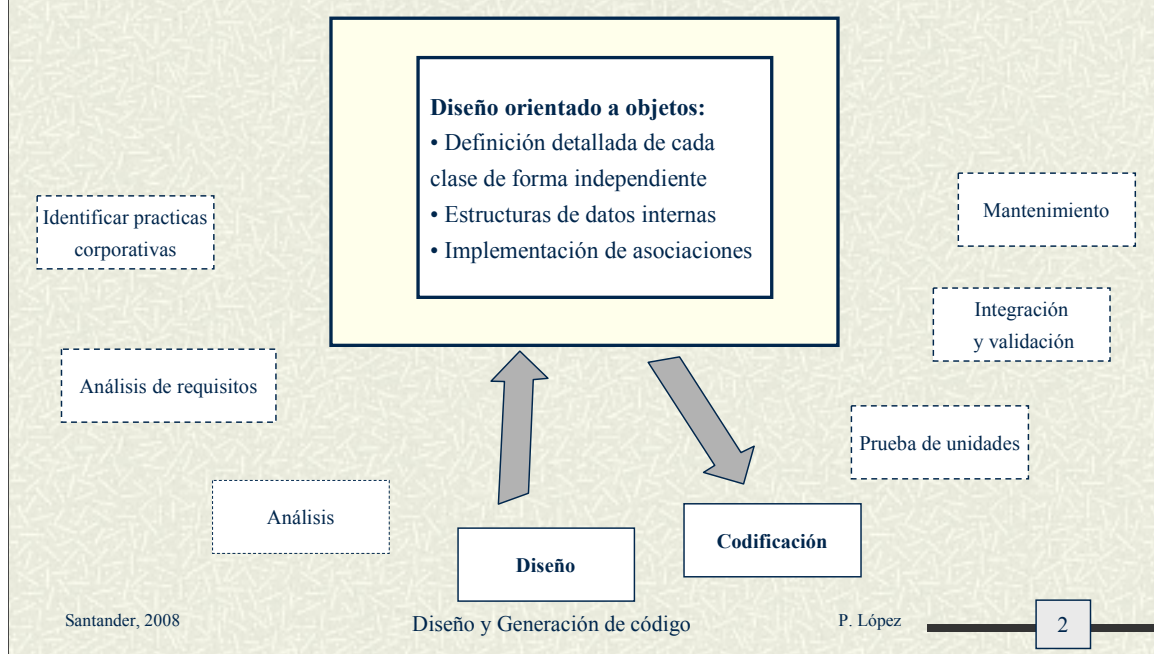 Diseño orientado a objetos:
• Definición detallada de cada
clase de forma independiente
• Estructuras de datos internas
• Implementación de asociaciones
Identificar practicas
corporativas
Análisis de requisitos
Análisis
Diseño
Codificación
Prueba de unidades
Integración
y validación
Mantenimiento
Santander, 2008
Diseño y Generación de código
P. López
2